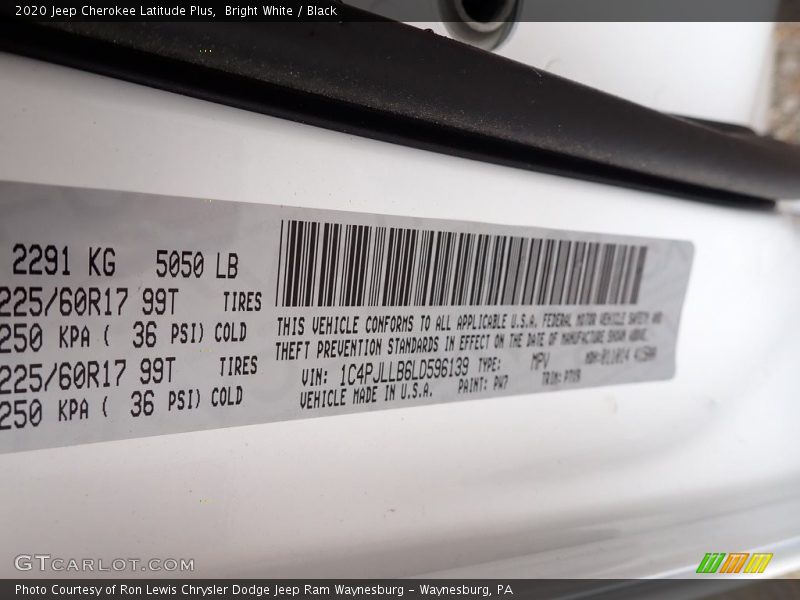 2020 Jeep Cherokee Latitude Plus,  Bright White / Black
2291 KG 5050 LB
225/60R17 99T TIRES
250 KPA ( 36 PSI) COLD
225/60R17 99T TIRES
250 KPA ( 36 PSI) COLD
THIS VEHICLE CONFORMS TO ALL APPLICABLE U.S.A. FEDERAL MOTOR VEHICLE SAFETY AND
THEFT PREVENTION STANDARDS IN EFFECT ON THE DATE OF MANUFACTURE SHOWN ABOVE.
VIN: 1C4PJLLB6LD596139 TYPE: MPV
VEHICLE MADE IN U.S.A. PAINT: PW7 TRIM:
GTCARLOT.COM
Photo Courtesy of Ron Lewis Chrysler Dodge Jeep Ram Waynesburg - Waynesburg, PA